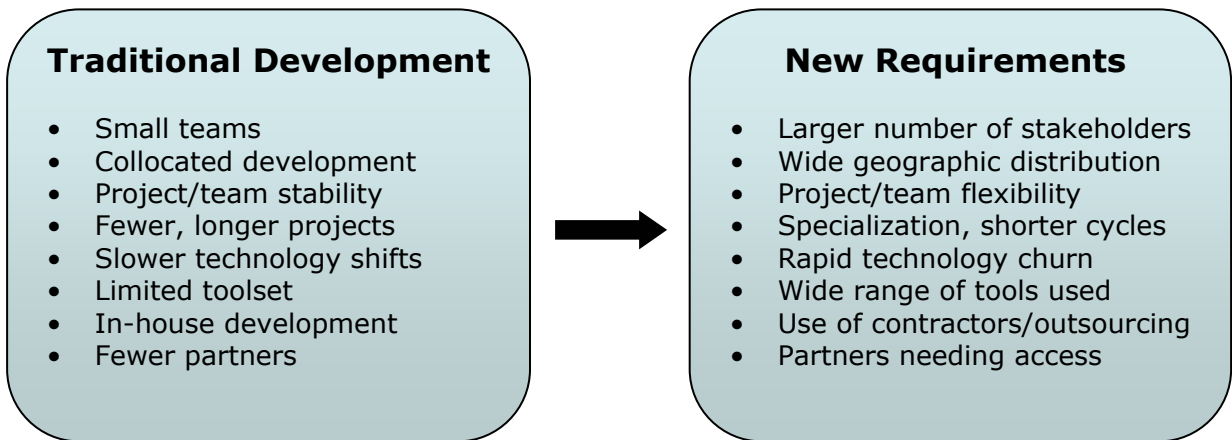 Traditional Development
• Small teams
• Collocated development
• Project/team stability
• Fewer, longer projects
• Slower technology shifts
• Limited toolset
• In-house development
• Fewer partners
New Requirements
• Larger number of stakeholders
• Wide geographic distribution
• Project/team flexibility
• Specialization, shorter cycles
• Rapid technology churn
• Wide range of tools used
• Use of contractors/outsourcing
• Partners needing access